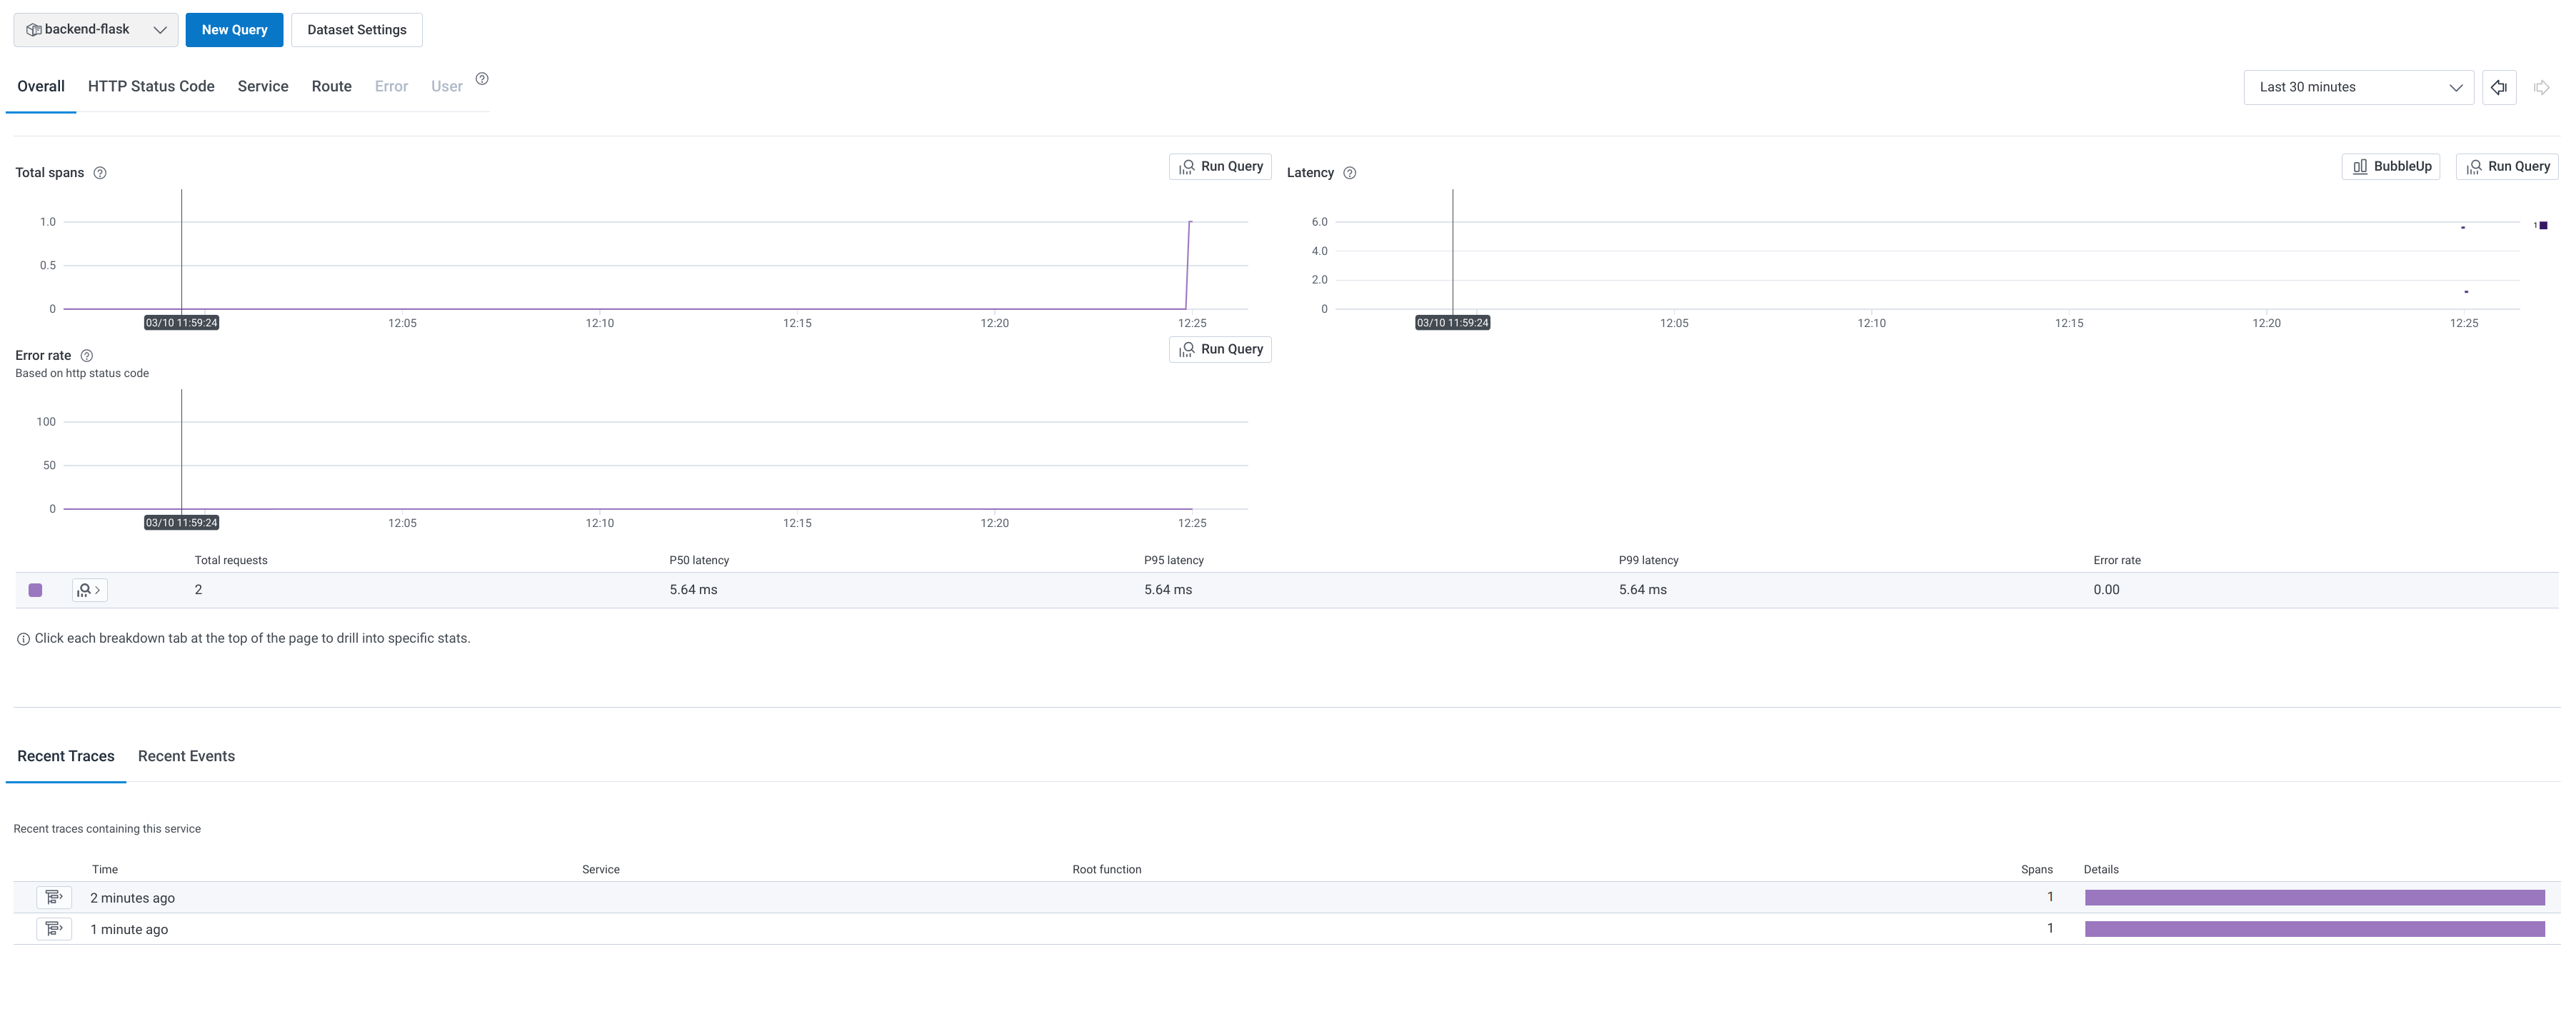 backend-flask New Query Dataset Settings
Overall HTTP Status Code Service Route Error User ?
Last 30 minutes
Total spans ? Run Query
1.0
0.5
0
03/10 11:59:24 12:05 12:10 12:15 12:20 12:25
Latency ? BubbleUp Run Query
6.0
4.0
2.0
0
1
03/10 11:59:24 12:05 12:10 12:15 12:20 12:25
Error rate ? Run Query
Based on http status code
100
50
0
03/10 11:59:24 12:05 12:10 12:15 12:20 12:25
Total requests P50 latency P95 latency P99 latency Error rate
2 5.64 ms 5.64 ms 5.64 ms 0.00
Click each breakdown tab at the top of the page to drill into specific stats.
Recent Traces Recent Events
Recent traces containing this service
Time Service Root function Spans Details
2 minutes ago 1
1 minute ago 1